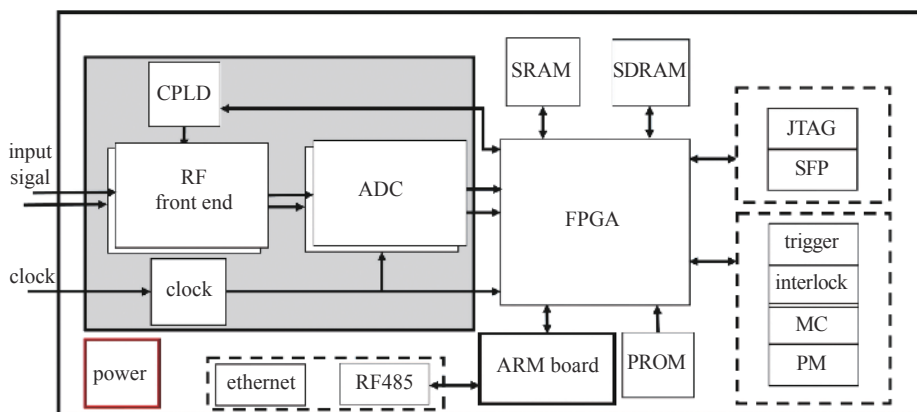 SRAM
SDRAM
CPLD
JTAG
SFP
input
sigal
RF
front end
ADC
FPGA
trigger
interlock
MC
PM
clock
clock
power
ethernet
RF485
ARM board
PROM